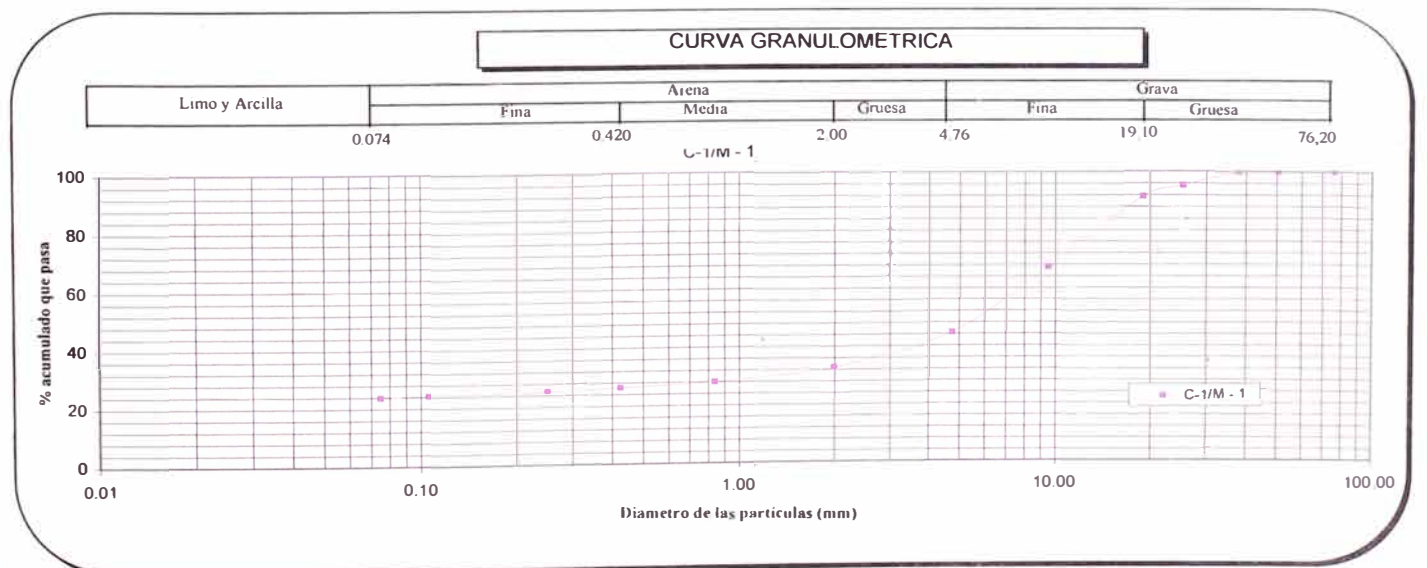 CURVA GRANULOMETRICA
Arena Grava
Limo y Arcilla
Fina Media Gruesa Fina Gruesa
0.074 0.420 2.00 4.76 19,10 76,20
C-1/M - 1
100
80
60
40
20
0
% acumulado que pasa
0.01 0.10 1.00 10.00 100.00
C-1/M - 1
Diametro de las particulas (mm)